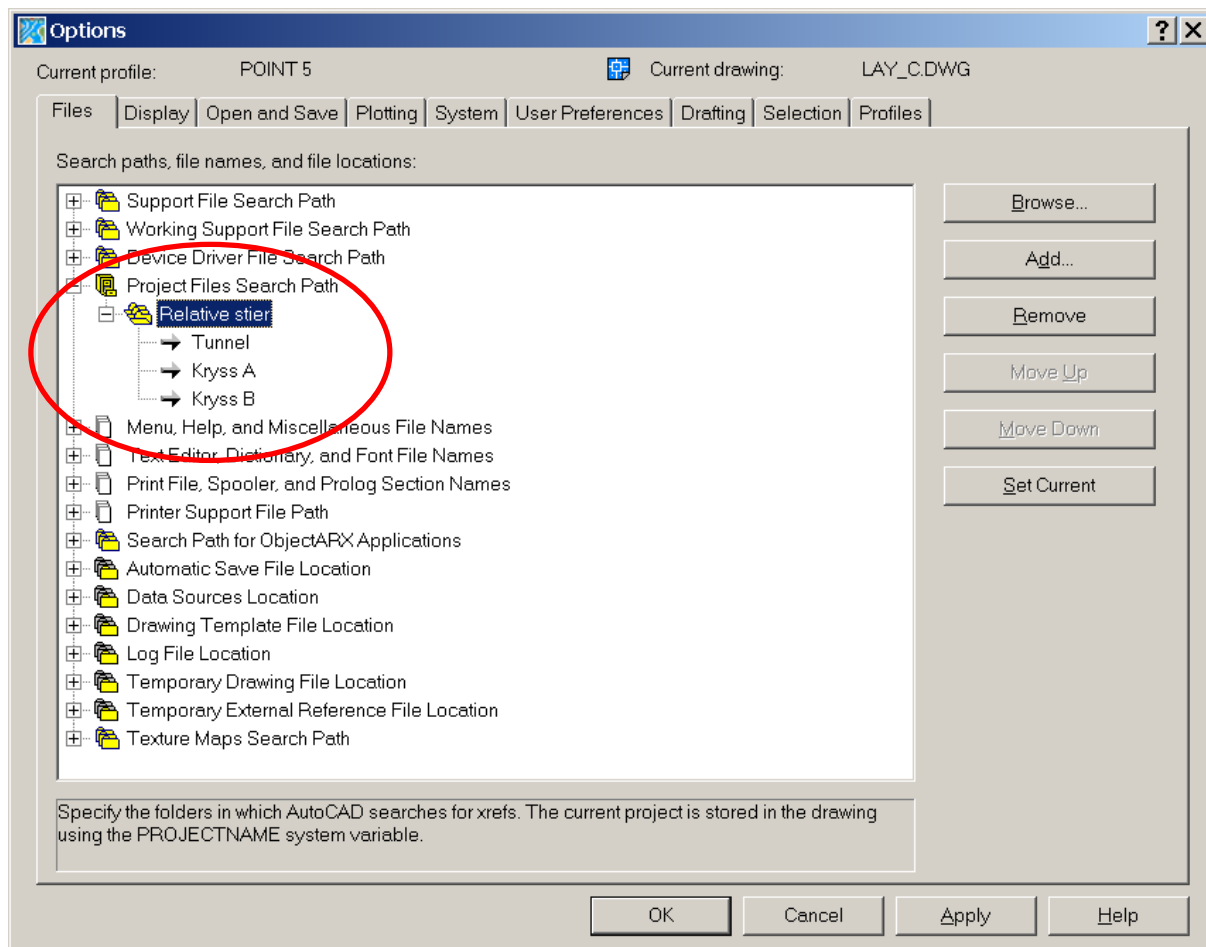 Options
Current profile: POINT 5 Current drawing: LAY_C.DWG
Files Display Open and Save Plotting System User Preferences Drafting Selection Profiles
Search paths, file names, and file locations:
Support File Search Path
Working Support File Search Path
Device Driver File Search Path
Project Files Search Path
Relative stier
Tunnel
Kryss A
Kryss B
Menu, Help, and Miscellaneous File Names
Text Editor, Dictionary, and Font File Names
Print File, Spooler, and Prolog Section Names
Printer Support File Path
Search Path for ObjectARX Applications
Automatic Save File Location
Data Sources Location
Drawing Template File Location
Log File Location
Temporary Drawing File Location
Temporary External Reference File Location
Texture Maps Search Path
Browse...
Add...
Remove
Move Up
Move Down
Set Current
Specify the folders in which AutoCAD searches for xrefs. The current project is stored in the drawing
using the PROJECTNAME system variable.
OK Cancel Apply Help